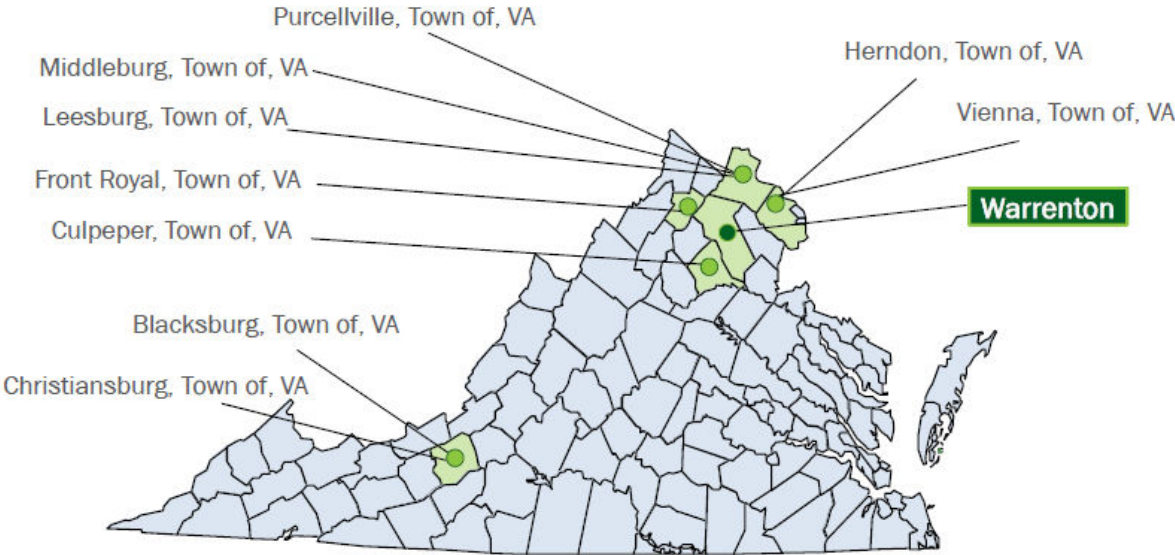 Purcellville, Town of, VA
Herndon, Town of, VA
Middleburg, Town of, VA
Leesburg, Town of, VA
Vienna, Town of, VA
Front Royal, Town of, VA
Warrenton
Culpeper, Town of, VA
Blacksburg, Town of, VA
Christiansburg, Town of, VA